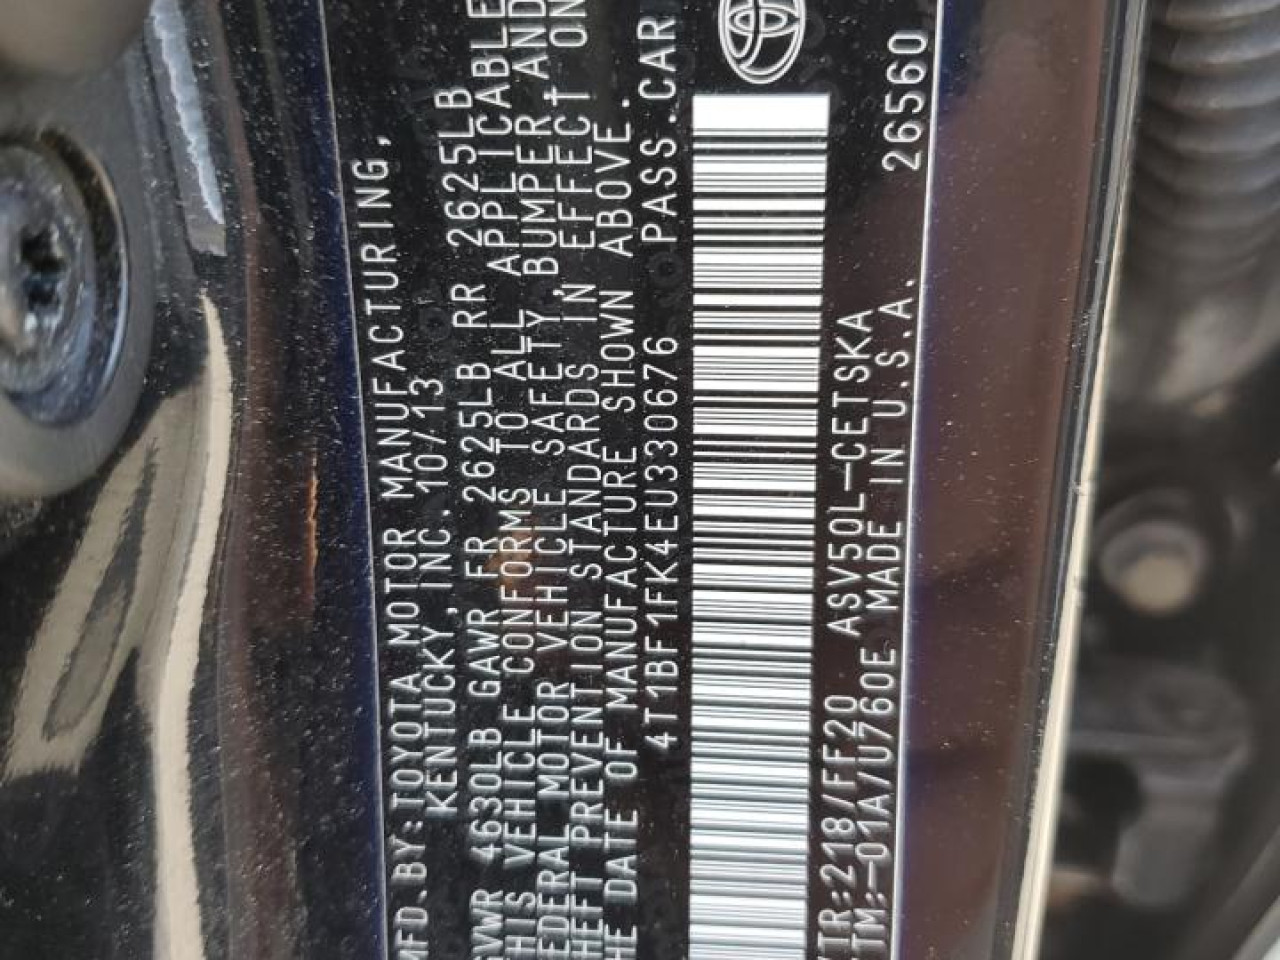 MFD.BY:TOYOTA MOTOR MANUFACTURING,
KENTUCKY,INC. 10/13
GVWR 4630LB GAWR FR 2625LB RR 2625LB
THIS VEHICLE CONFORMS TO ALL APPLICABLE
FEDERAL MOTOR VEHICLE SAFETY,BUMPER,AND
THEFT PREVENTION STANDARDS IN EFFECT ON
THE DATE OF MANUFACTURE SHOWN ABOVE.
4T1BF1FK4EU330676 PASS.CAR
C/TR:218/FF20 ASV50L-CETSKA
A/TM:-01A/U760E MADE IN U.S.A. 26560